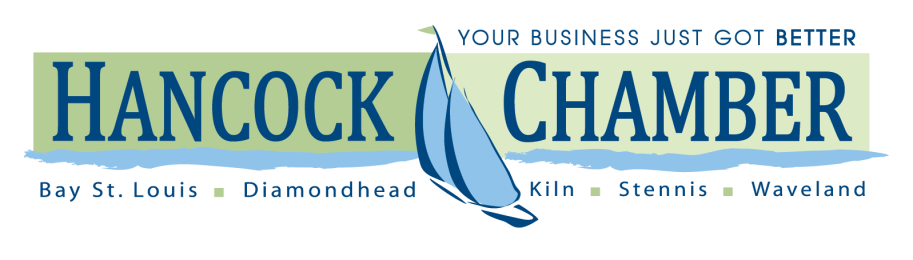 YOUR BUSINESS JUST GOT BETTER
HANCOCK CHAMBER
Bay St. Louis ▪ Diamondhead ▪ Kiln ▪ Stennis ▪ Waveland